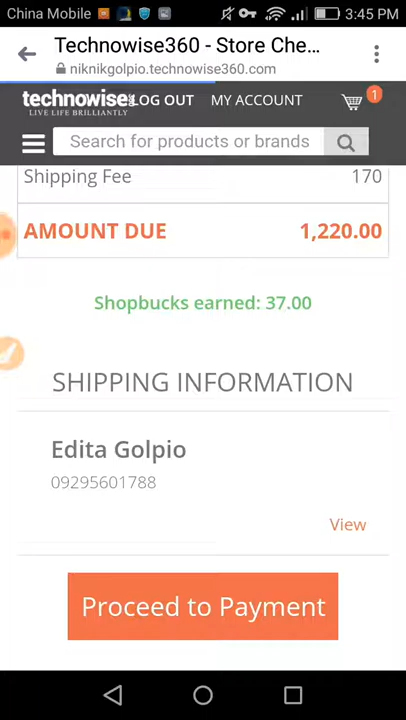 China Mobile 3:45 PM
Technowise360 - Store Che...
niknikgolpio.technowise360.com
technowise LOG OUT MY ACCOUNT 1
LIVE LIFE BRILLIANTLY
Search for products or brands
Shipping Fee 170
AMOUNT DUE 1,220.00
Shopbucks earned: 37.00
SHIPPING INFORMATION
Edita Golpio
09295601788
View
Proceed to Payment